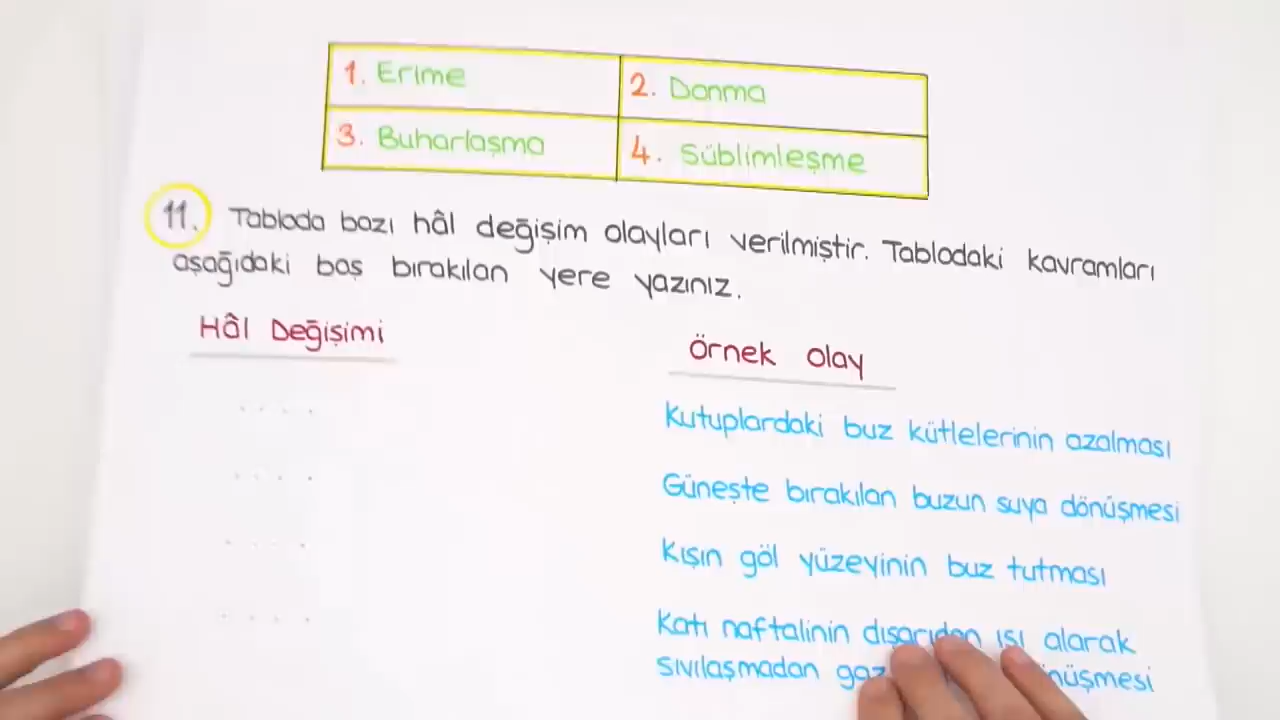 1. Erime
2. Donma
3. Buharlaşma
4. Süblimleşme
11. Tabloda bazı hâl değişim olayları verilmiştir. Tablodaki kavramları
aşağıdaki boş bırakılan yere yazınız.
Hâl Değişimi
Örnek olay
....
Kutuplardaki buz kütlelerinin azalması
....
Güneşte bırakılan buzun suya dönüşmesi
....
Kışın göl yüzeyinin buz tutması
....
Katı naftalinin dışarıdan ısı alarak
sıvılaşmadan